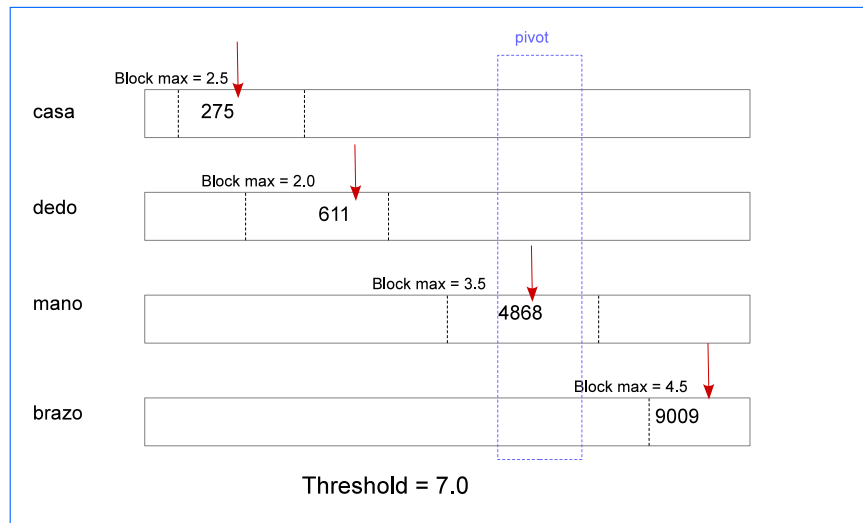 pivot
Block max = 2.5
casa
275
Block max = 2.0
dedo
611
Block max = 3.5
mano
4868
Block max = 4.5
brazo
9009
Threshold = 7.0